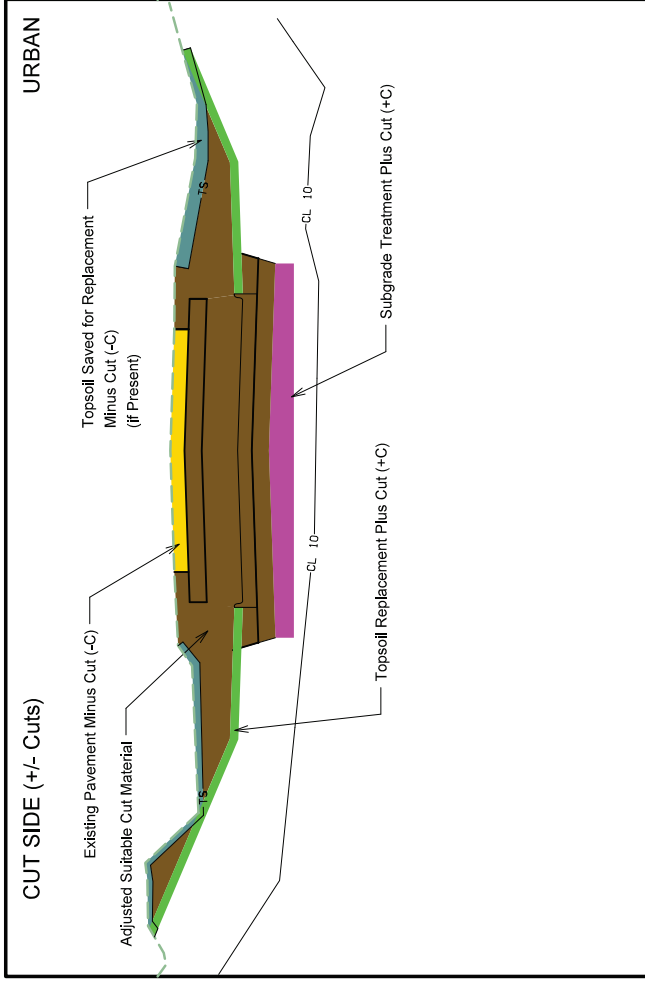 CUT SIDE (+/- Cuts)
URBAN
Existing Pavement Minus Cut (-C)
Adjusted Suitable Cut Material
Topsoil Saved for Replacement
Minus Cut (-C)
(if Present)
TS
TS
CL 10
CL 10
Topsoil Replacement Plus Cut (+C)
Subgrade Treatment Plus Cut (+C)